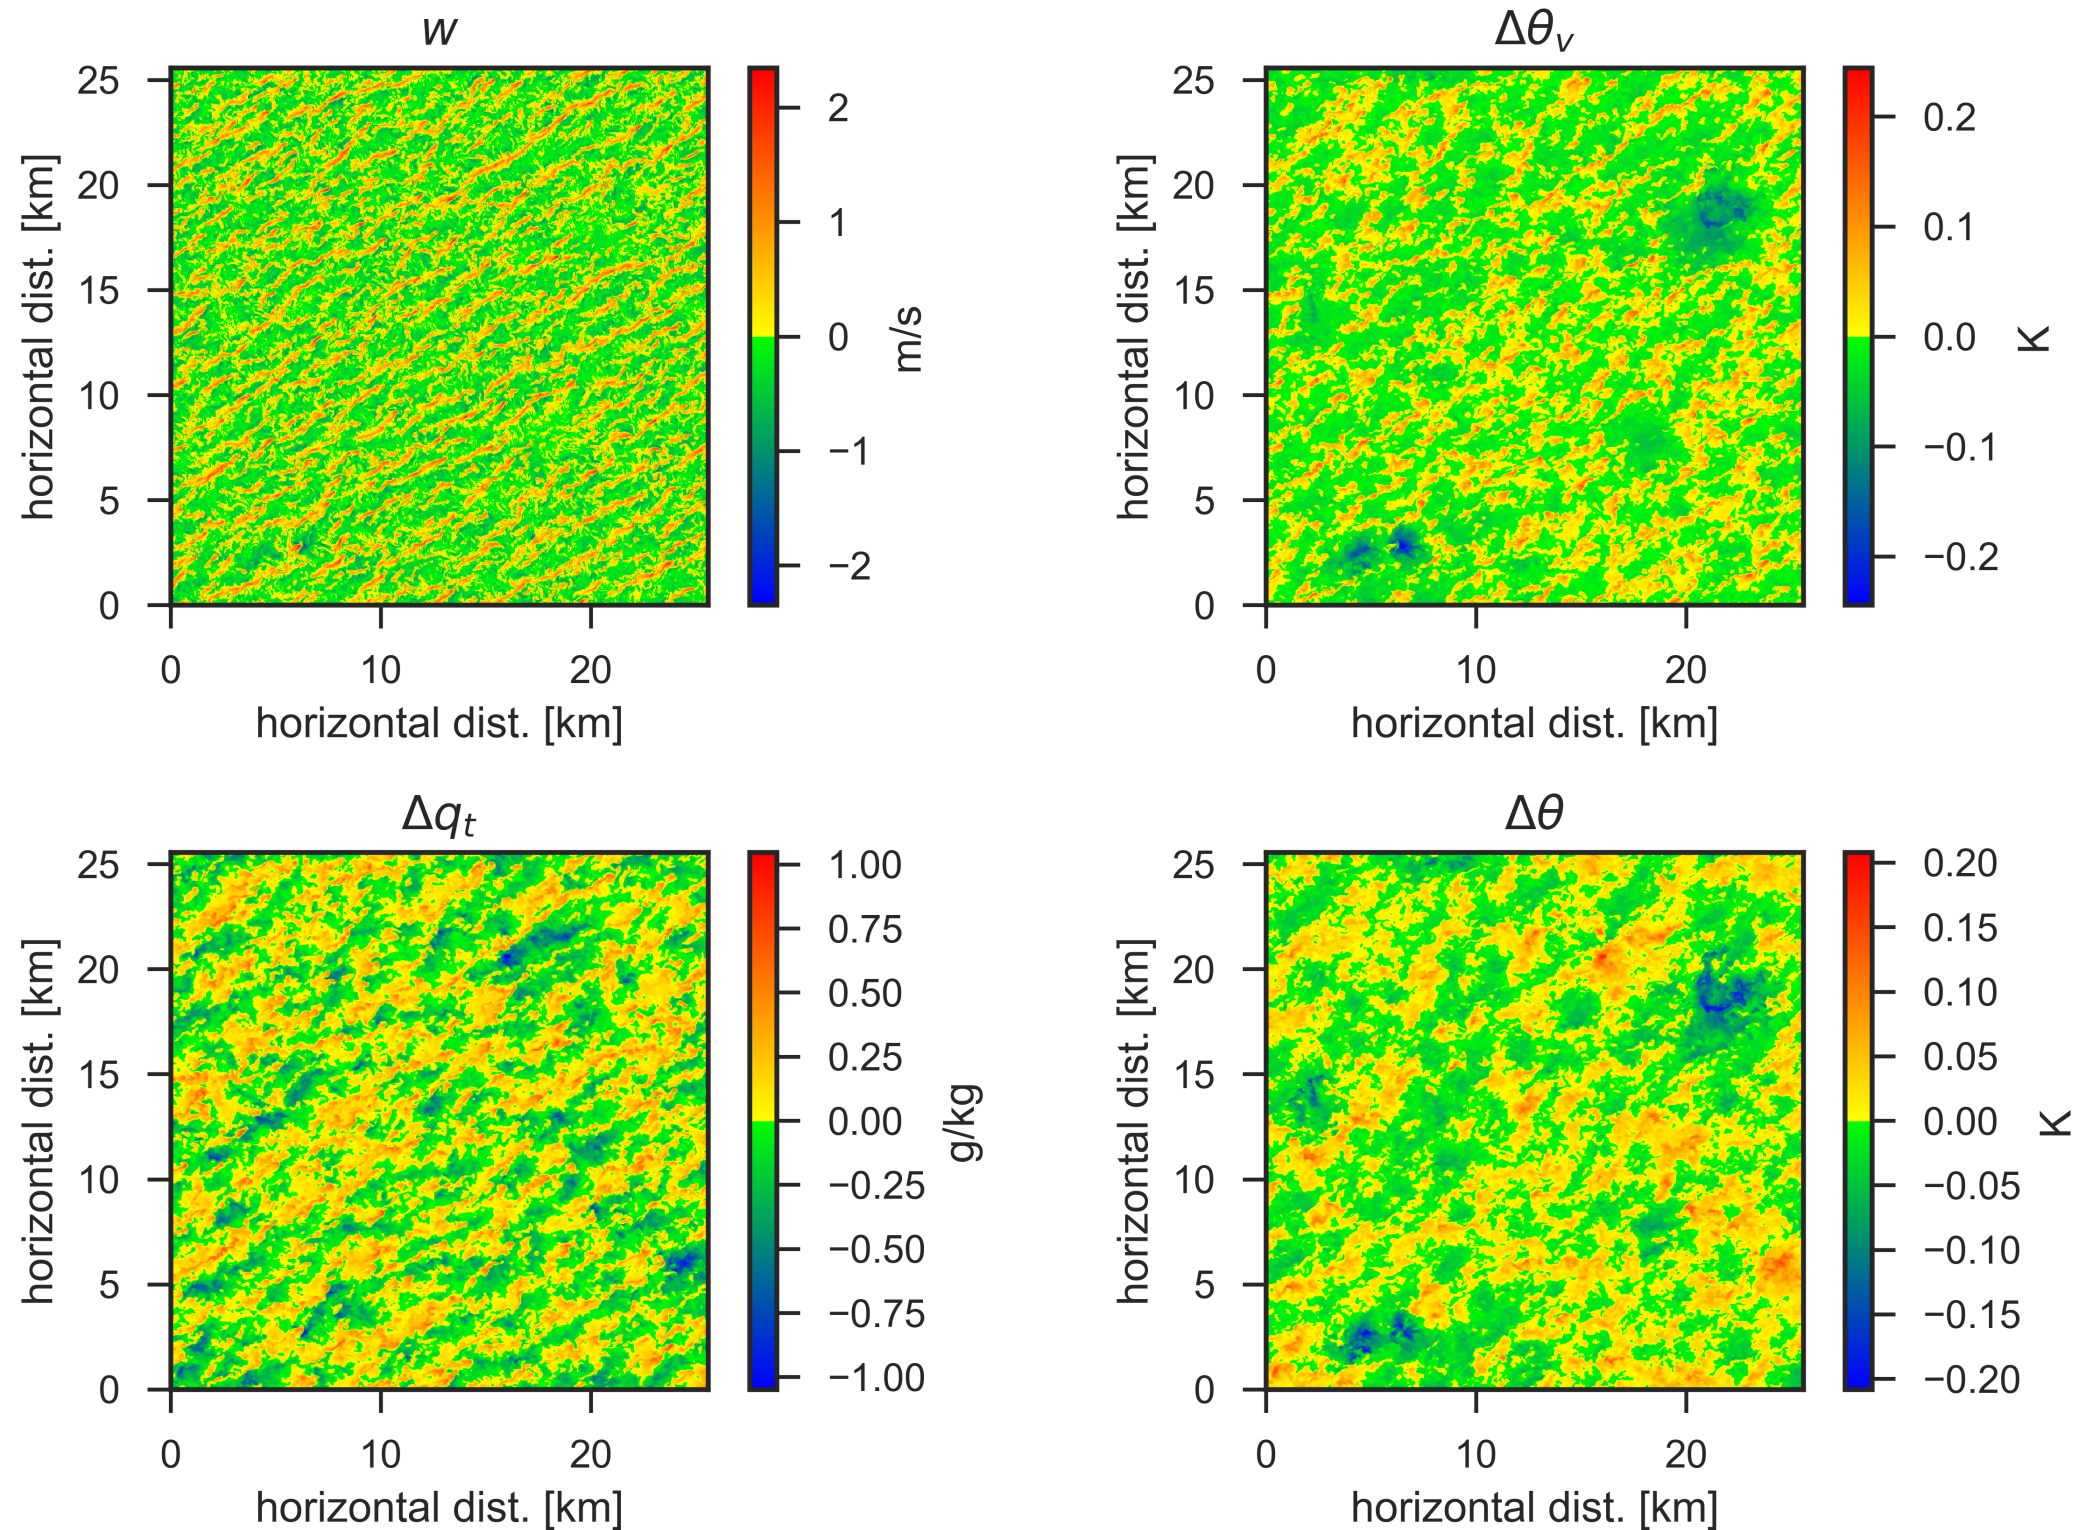 w
25
20
15
10
5
0
0 10 20
horizontal dist. [km]
horizontal dist. [km]
2
1
0
−1
−2
m/s
Δθv
25
20
15
10
5
0
0 10 20
horizontal dist. [km]
horizontal dist. [km]
0.2
0.1
0.0
−0.1
−0.2
K
Δqt
25
20
15
10
5
0
0 10 20
horizontal dist. [km]
horizontal dist. [km]
1.00
0.75
0.50
0.25
0.00
−0.25
−0.50
−0.75
−1.00
g/kg
Δθ
25
20
15
10
5
0
0 10 20
horizontal dist. [km]
horizontal dist. [km]
0.20
0.15
0.10
0.05
0.00
−0.05
−0.10
−0.15
−0.20
K